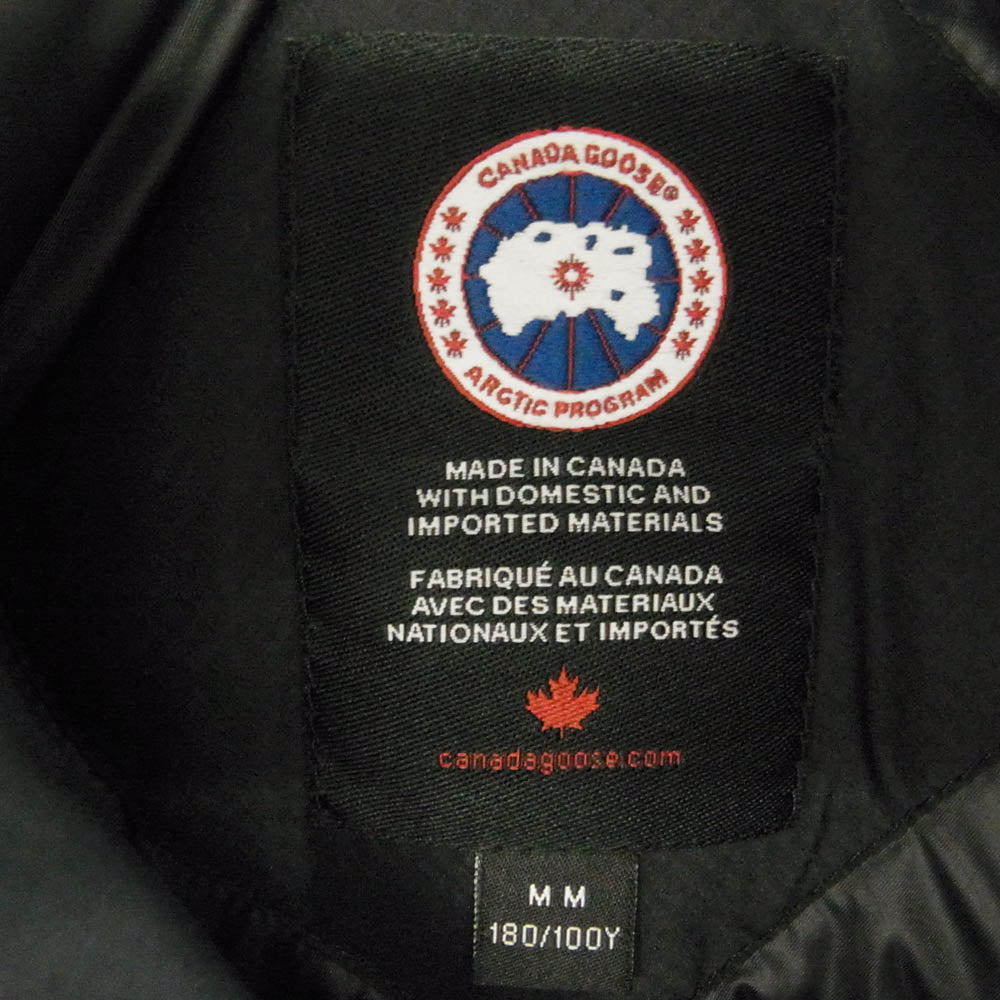 CANADA GOOSE®
ARCTIC PROGRAM
MADE IN CANADA
WITH DOMESTIC AND
IMPORTED MATERIALS
FABRIQUÉ AU CANADA
AVEC DES MATERIAUX
NATIONAUX ET IMPORTÉS
canadagoose.com
M M
180/100Y